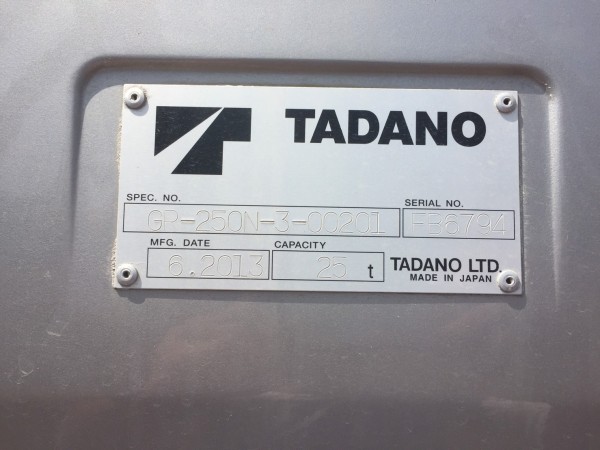 TADANO
SPEC. NO. SERIAL NO.
GR-250N-3-00201 FB6794
MFG. DATE CAPACITY
6.2013 25 t TADANO LTD.
MADE IN JAPAN